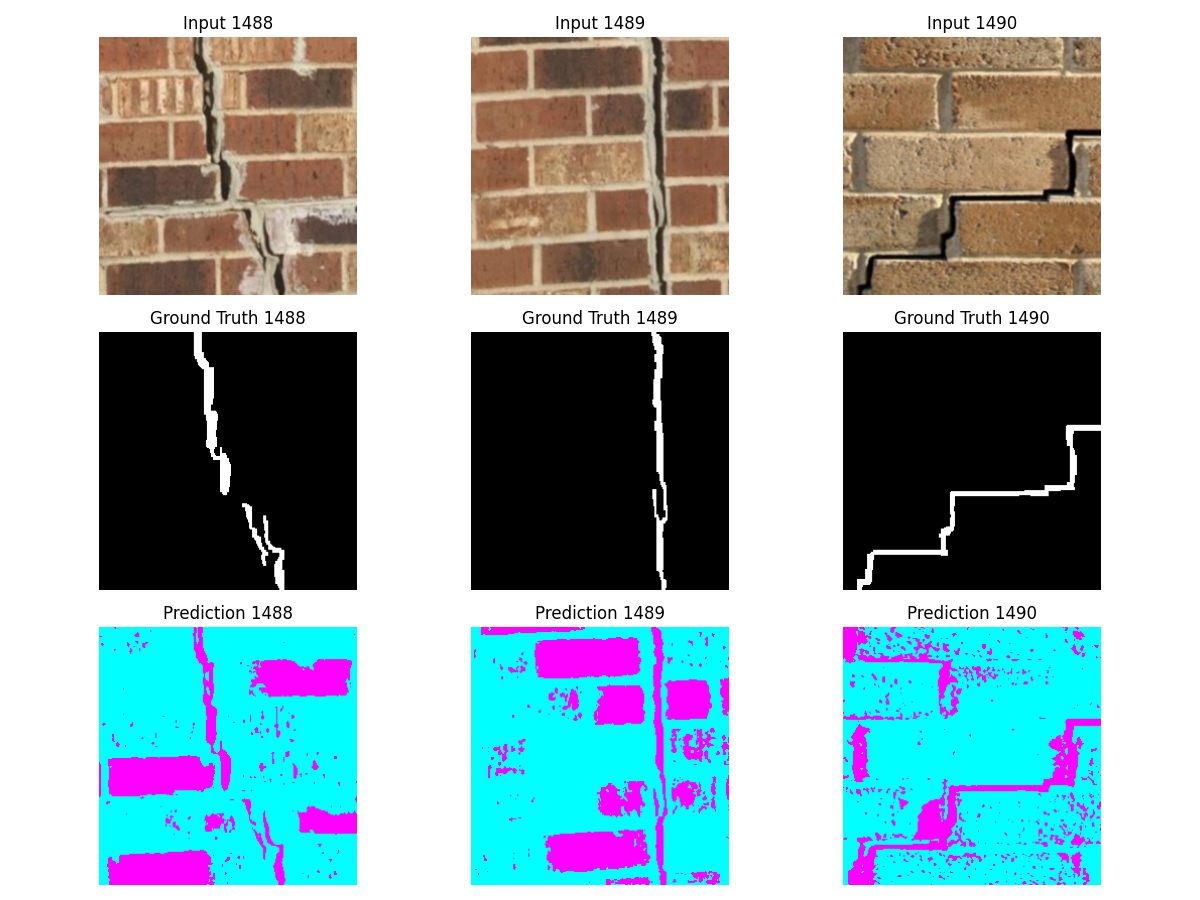 Input 1488
Input 1489
Input 1490
Ground Truth 1488
Ground Truth 1489
Ground Truth 1490
Prediction 1488
Prediction 1489
Prediction 1490